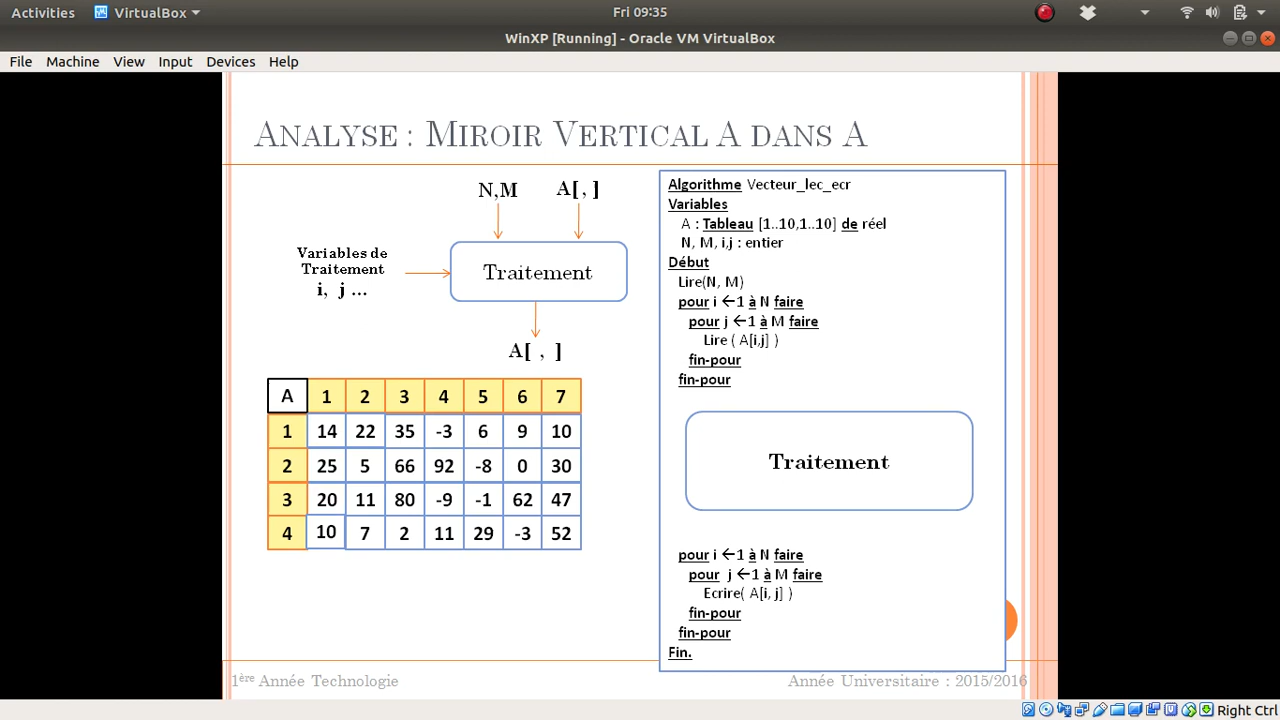 Activities VirtualBox Fri 09:35
WinXP [Running] - Oracle VM VirtualBox
File Machine View Input Devices Help
Analyse : Miroir Vertical A dans A
N,M A[ , ]
Variables de
Traitement
i, j ...
Traitement
A[ , ]
A 1 2 3 4 5 6 7
1 14 22 35 -3 6 9 10
2 25 5 66 92 -8 0 30
3 20 11 80 -9 -1 62 47
4 10 7 2 11 29 -3 52
Algorithme Vecteur_lec_ecr
Variables
A : Tableau [1..10,1..10] de réel
N, M, i,j : entier
Début
Lire(N, M)
pour i ←1 à N faire
pour j ←1 à M faire
Lire ( A[i,j] )
fin-pour
fin-pour
Traitement
pour i ←1 à N faire
pour j ←1 à M faire
Ecrire( A[i, j] )
fin-pour
fin-pour
Fin.
1ère Année Technologie Année Universitaire : 2015/2016
Right Ctrl